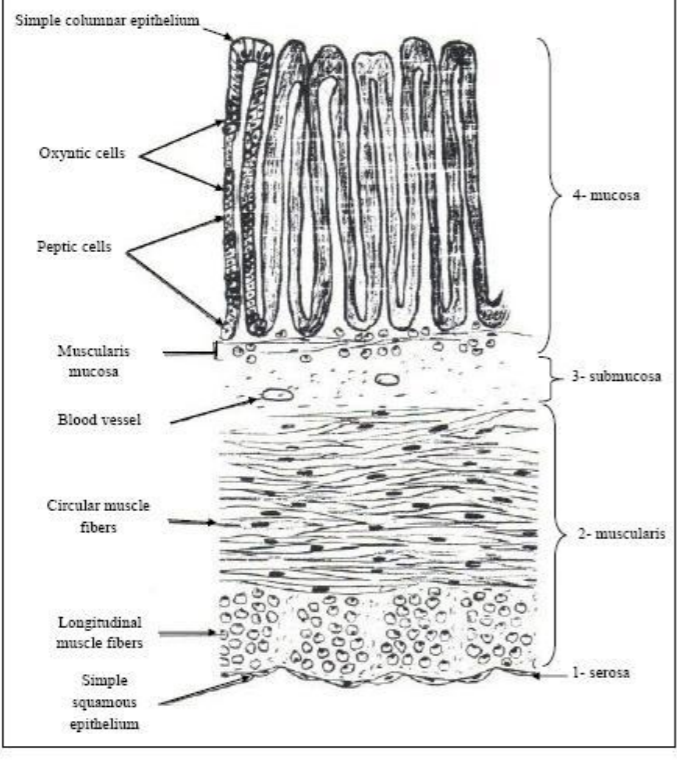 Simple columnar epithelium
Oxyntic cells
Peptic cells
Muscularis
mucosa
Blood vessel
Circular muscle
fibers
Longitudinal
muscle fibers
Simple
squamous
epithelium
4- mucosa
3- submucosa
2- muscularis
1- serosa